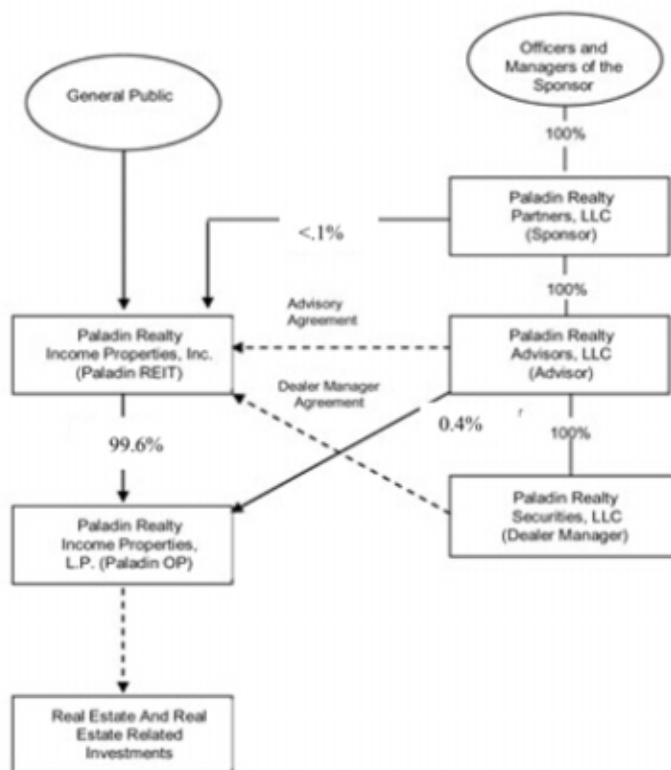 Officers and
Managers of the
Sponsor
General Public
100%
Paladin Realty
Partners, LLC
(Sponsor)
<.1%
100%
Advisory
Agreement
Paladin Realty
Income Properties, Inc.
(Paladin REIT)
Paladin Realty
Advisors, LLC
(Advisor)
Dealer Manager
Agreement
0.4%
r
100%
99.6%
Paladin Realty
Securities, LLC
(Dealer Manager)
Paladin Realty
Income Properties,
L.P. (Paladin OP)
Real Estate And Real
Estate Related
Investments